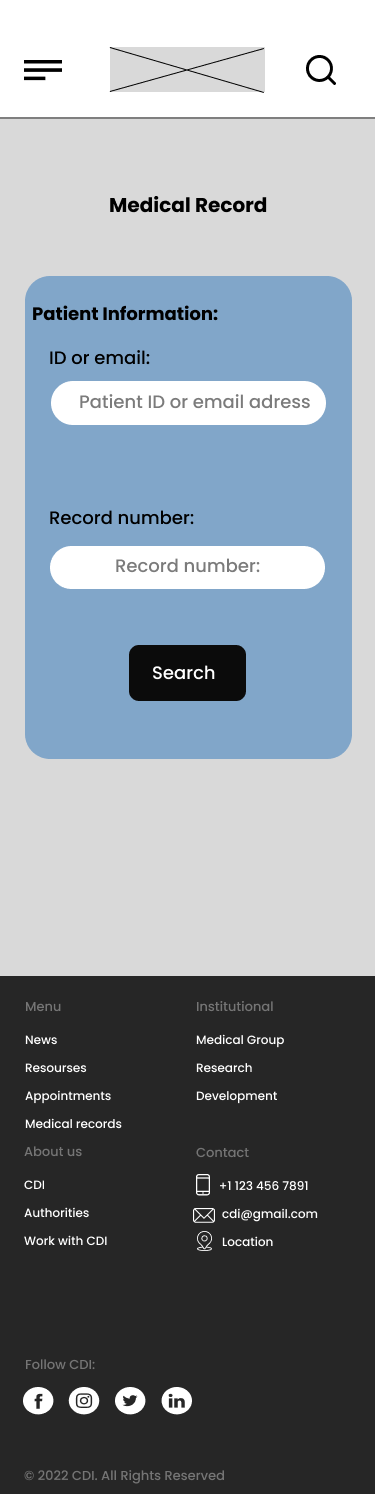 Medical Record
Patient Information:
ID or email:
Patient ID or email adress
Record number:
Record number:
Search
Menu
News
Resourses
Appointments
Medical records
About us
CDI
Authorities
Work with CDI
Institutional
Medical Group
Research
Development
Contact
+1 123 456 7891
cdi@gmail.com
Location
Follow CDI:
© 2022 CDI. All Rights Reserved